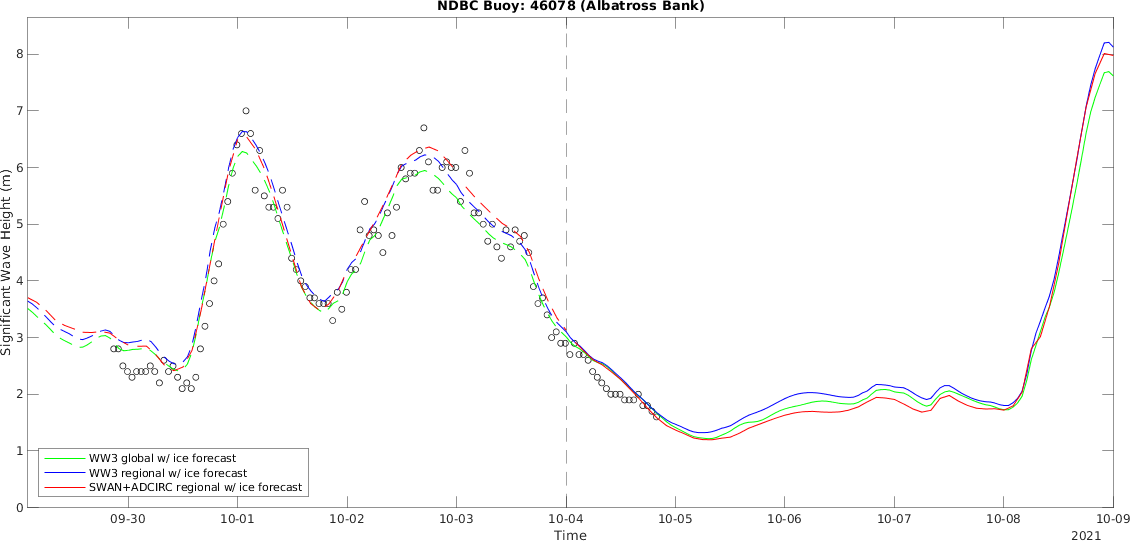 NDBC Buoy: 46078 (Albatross Bank)
Significant Wave Height (m)
8
7
6
5
4
3
2
1
0
WW3 global w/ ice forecast
WW3 regional w/ ice forecast
SWAN+ADCIRC regional w/ ice forecast
09-30 10-01 10-02 10-03 10-04 10-05 10-06 10-07 10-08 10-09
Time
2021